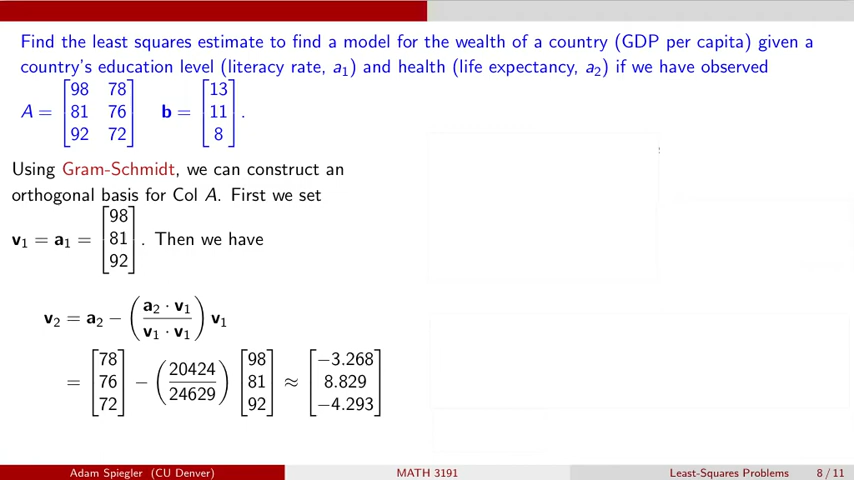 Find the least squares estimate to find a model for the wealth of a country (GDP per capita) given a
country's education level (literacy rate, a₁) and health (life expectancy, a₂) if we have observed
A = [98 78; 81 76; 92 72]   b = [13; 11; 8].
Using Gram-Schmidt, we can construct an
orthogonal basis for Col A. First we set
v₁ = a₁ = [98; 81; 92]. Then we have
v₂ = a₂ − (a₂ · v₁ / v₁ · v₁) v₁
= [78; 76; 72] − (20424 / 24629) [98; 81; 92] ≈ [−3.268; 8.829; −4.293]
Adam Spiegler (CU Denver)   MATH 3191   Least-Squares Problems   8 / 11